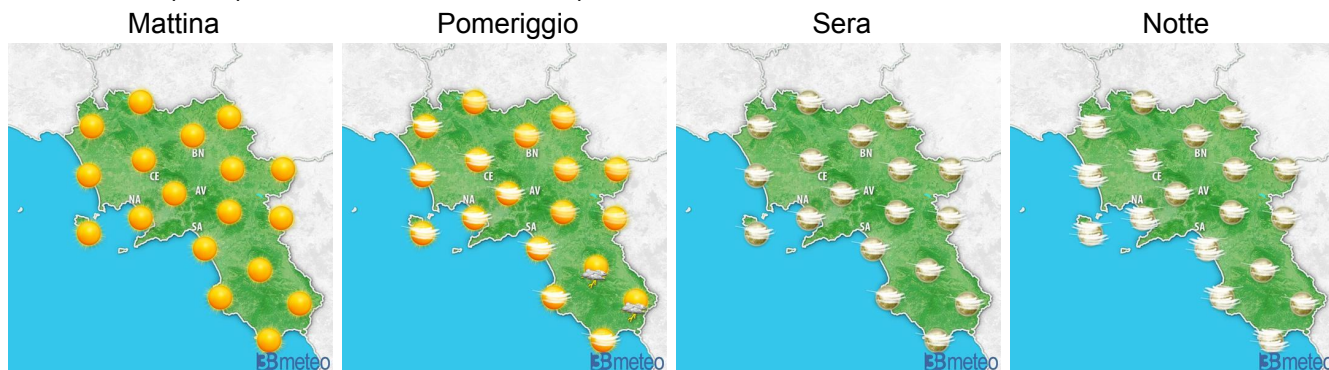 Mattina
Pomeriggio
Sera
Notte
BN
CE
AV
NA
SA
3Bmeteo
BN
CE
AV
NA
SA
3Bmeteo
BN
CE
AV
NA
SA
3Bmeteo
BN
CE
AV
NA
SA
3Bmeteo